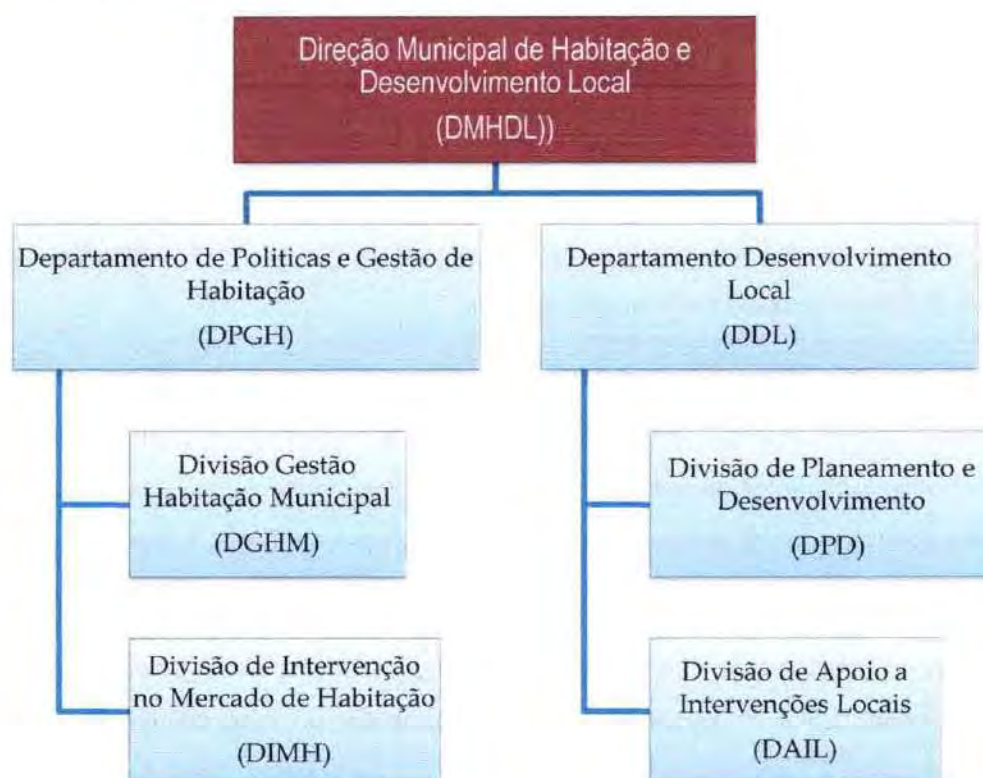 Direção Municipal de Habitação e
Desenvolvimento Local
(DMHDL))
Departamento de Politicas e Gestão de
Habitação
(DPGH)
Departamento Desenvolvimento
Local
(DDL)
Divisão Gestão
Habitação Municipal
(DGHM)
Divisão de Planeamento e
Desenvolvimento
(DPD)
Divisão de Intervenção
no Mercado de Habitação
(DIMH)
Divisão de Apoio a
Intervenções Locais
(DAIL)